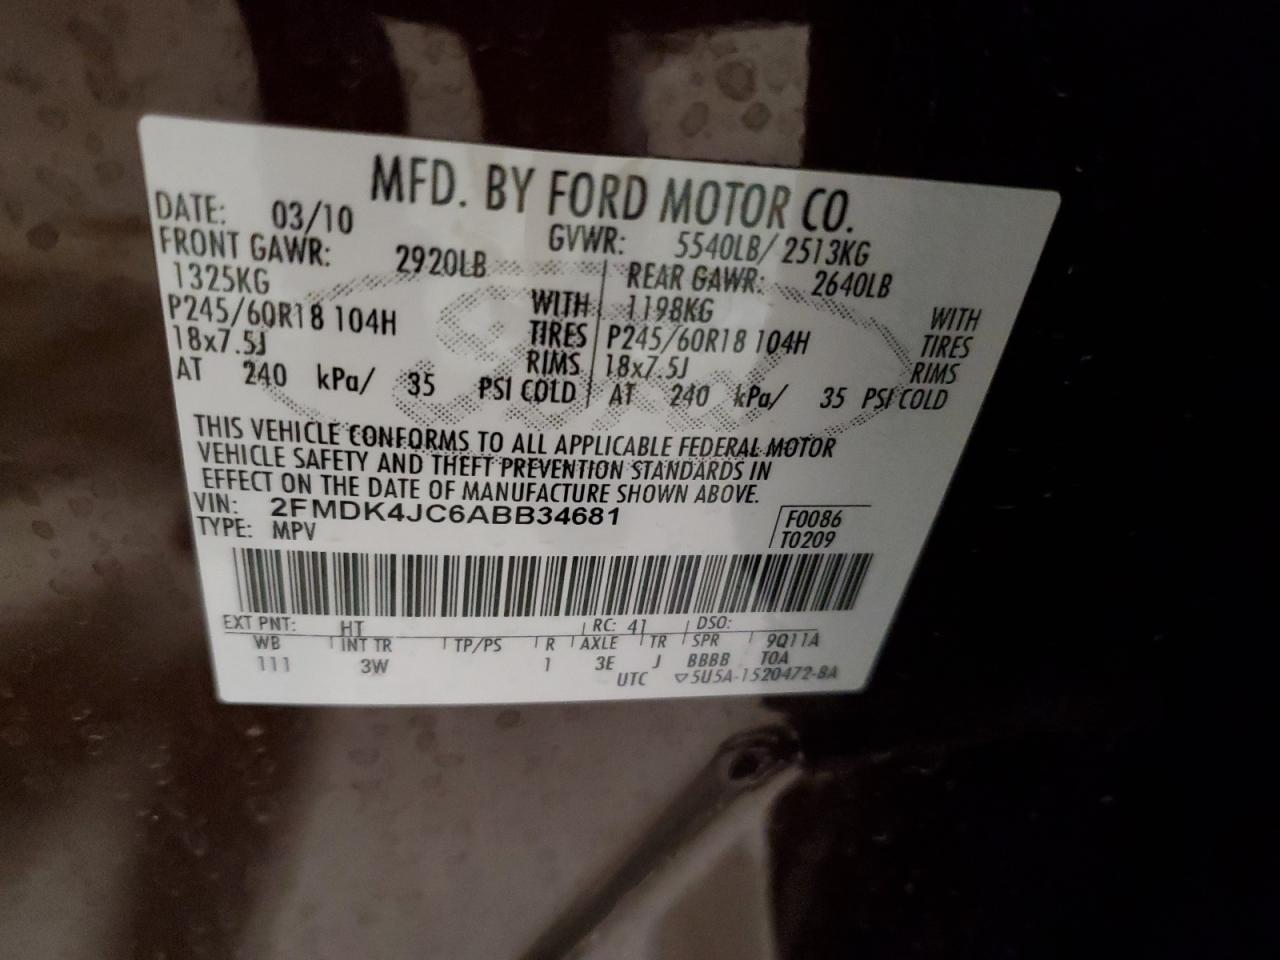 MFD. BY FORD MOTOR CO.
DATE: 03/10 GVWR: 5540LB/ 2513KG
FRONT GAWR: 2920LB REAR GAWR: 2640LB
1325KG WITH 1198KG WITH
P245/60R18 104H TIRES P245/60R18 104H TIRES
18x7.5J RIMS 18x7.5J RIMS
AT 240 kPa/ 35 PSI COLD AT 240 kPa/ 35 PSI COLD
THIS VEHICLE CONFORMS TO ALL APPLICABLE FEDERAL MOTOR
VEHICLE SAFETY AND THEFT PREVENTION STANDARDS IN
EFFECT ON THE DATE OF MANUFACTURE SHOWN ABOVE.
VIN: 2FMDK4JC6ABB34681 F0086
TYPE: MPV T0209
EXT PNT: HT RC: 41 DSO:
WB INT TR TP/PS R AXLE TR SPR 9Q11A
111 3W 1 3E J BBBB T0A
UTC ▽5U5A-1520472-BA